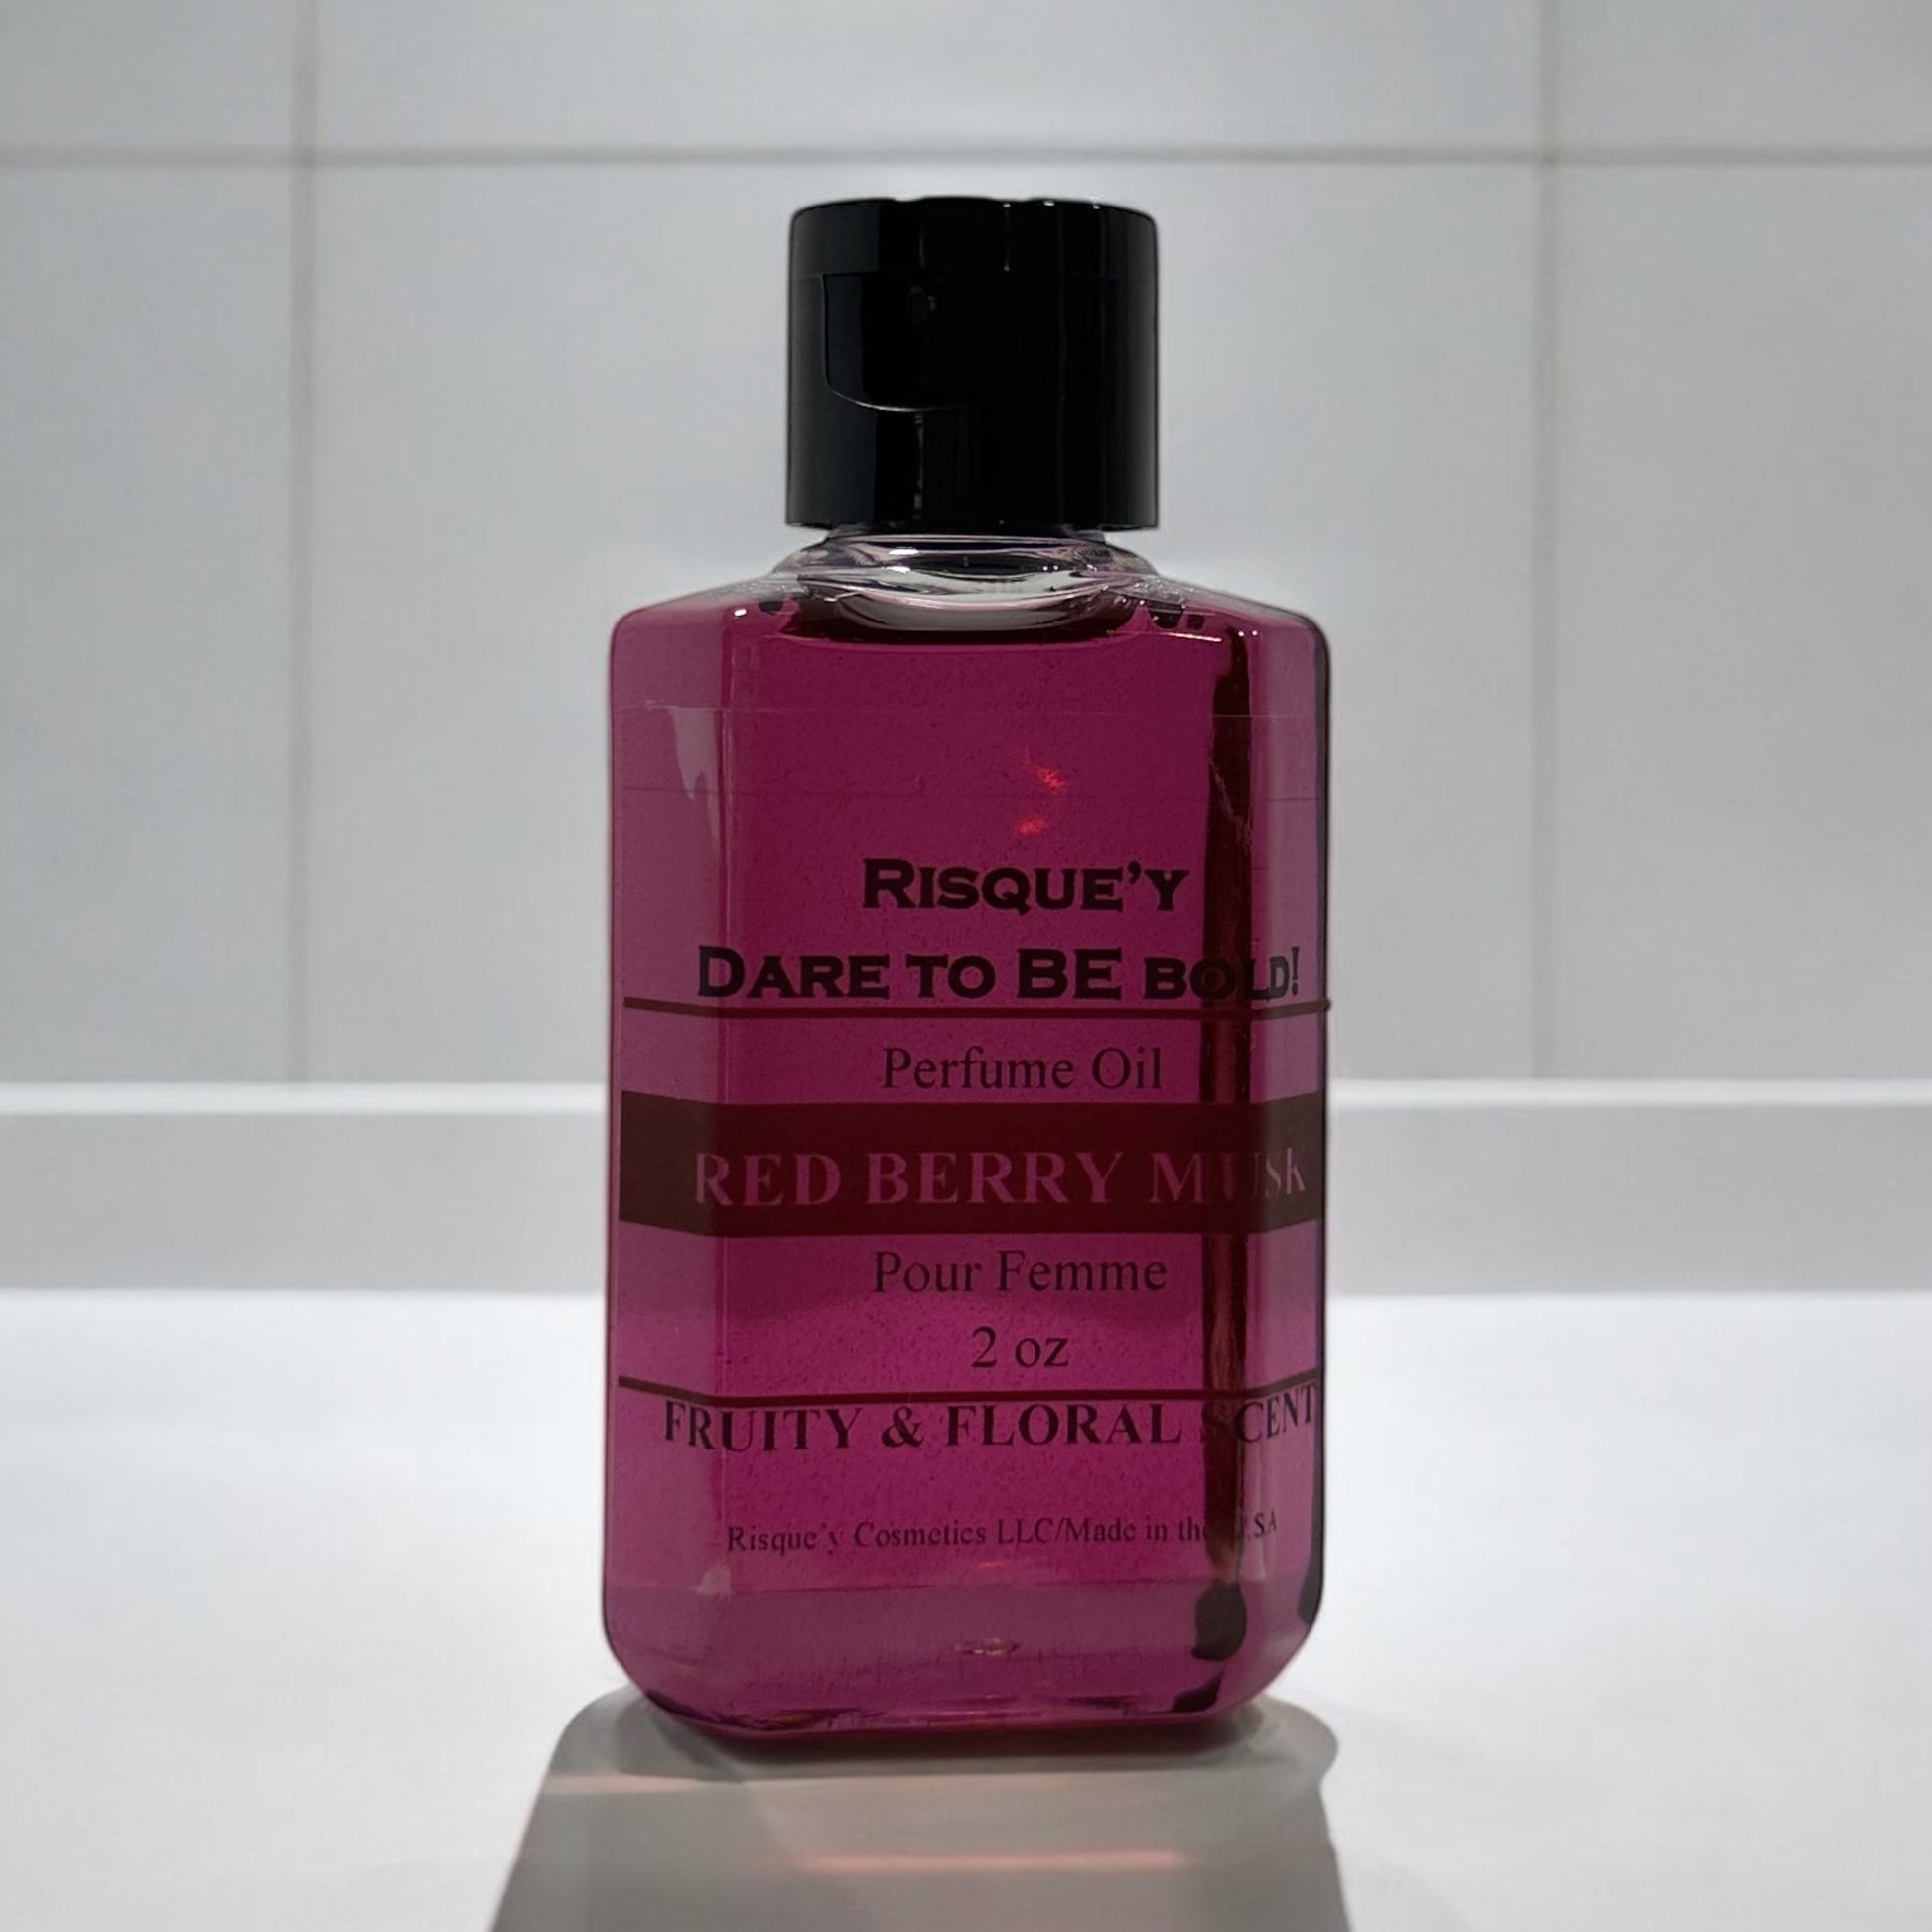 RISQUE'Y
DARE TO BE BOLD!
Perfume Oil
RED BERRY MUSK
Pour Femme
2 oz
FRUITY & FLORAL SCENT
Risque'y Cosmetics LLC/Made in the U.S.A